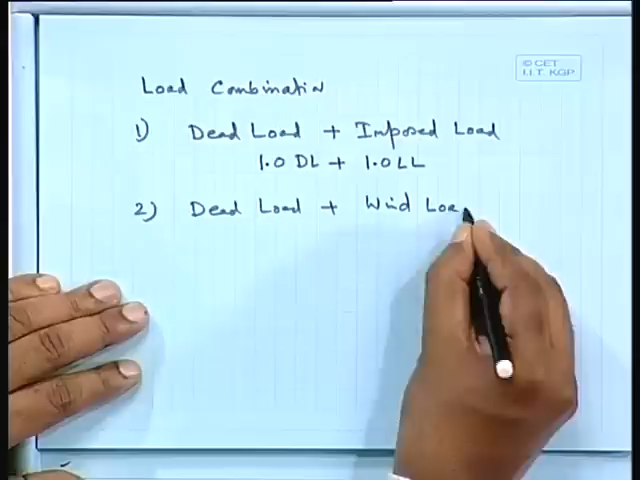 © CET
I.I.T. KGP
Load Combination
1) Dead Load + Imposed Load
1.0 DL + 1.0 LL
2) Dead Load + Wind Loa